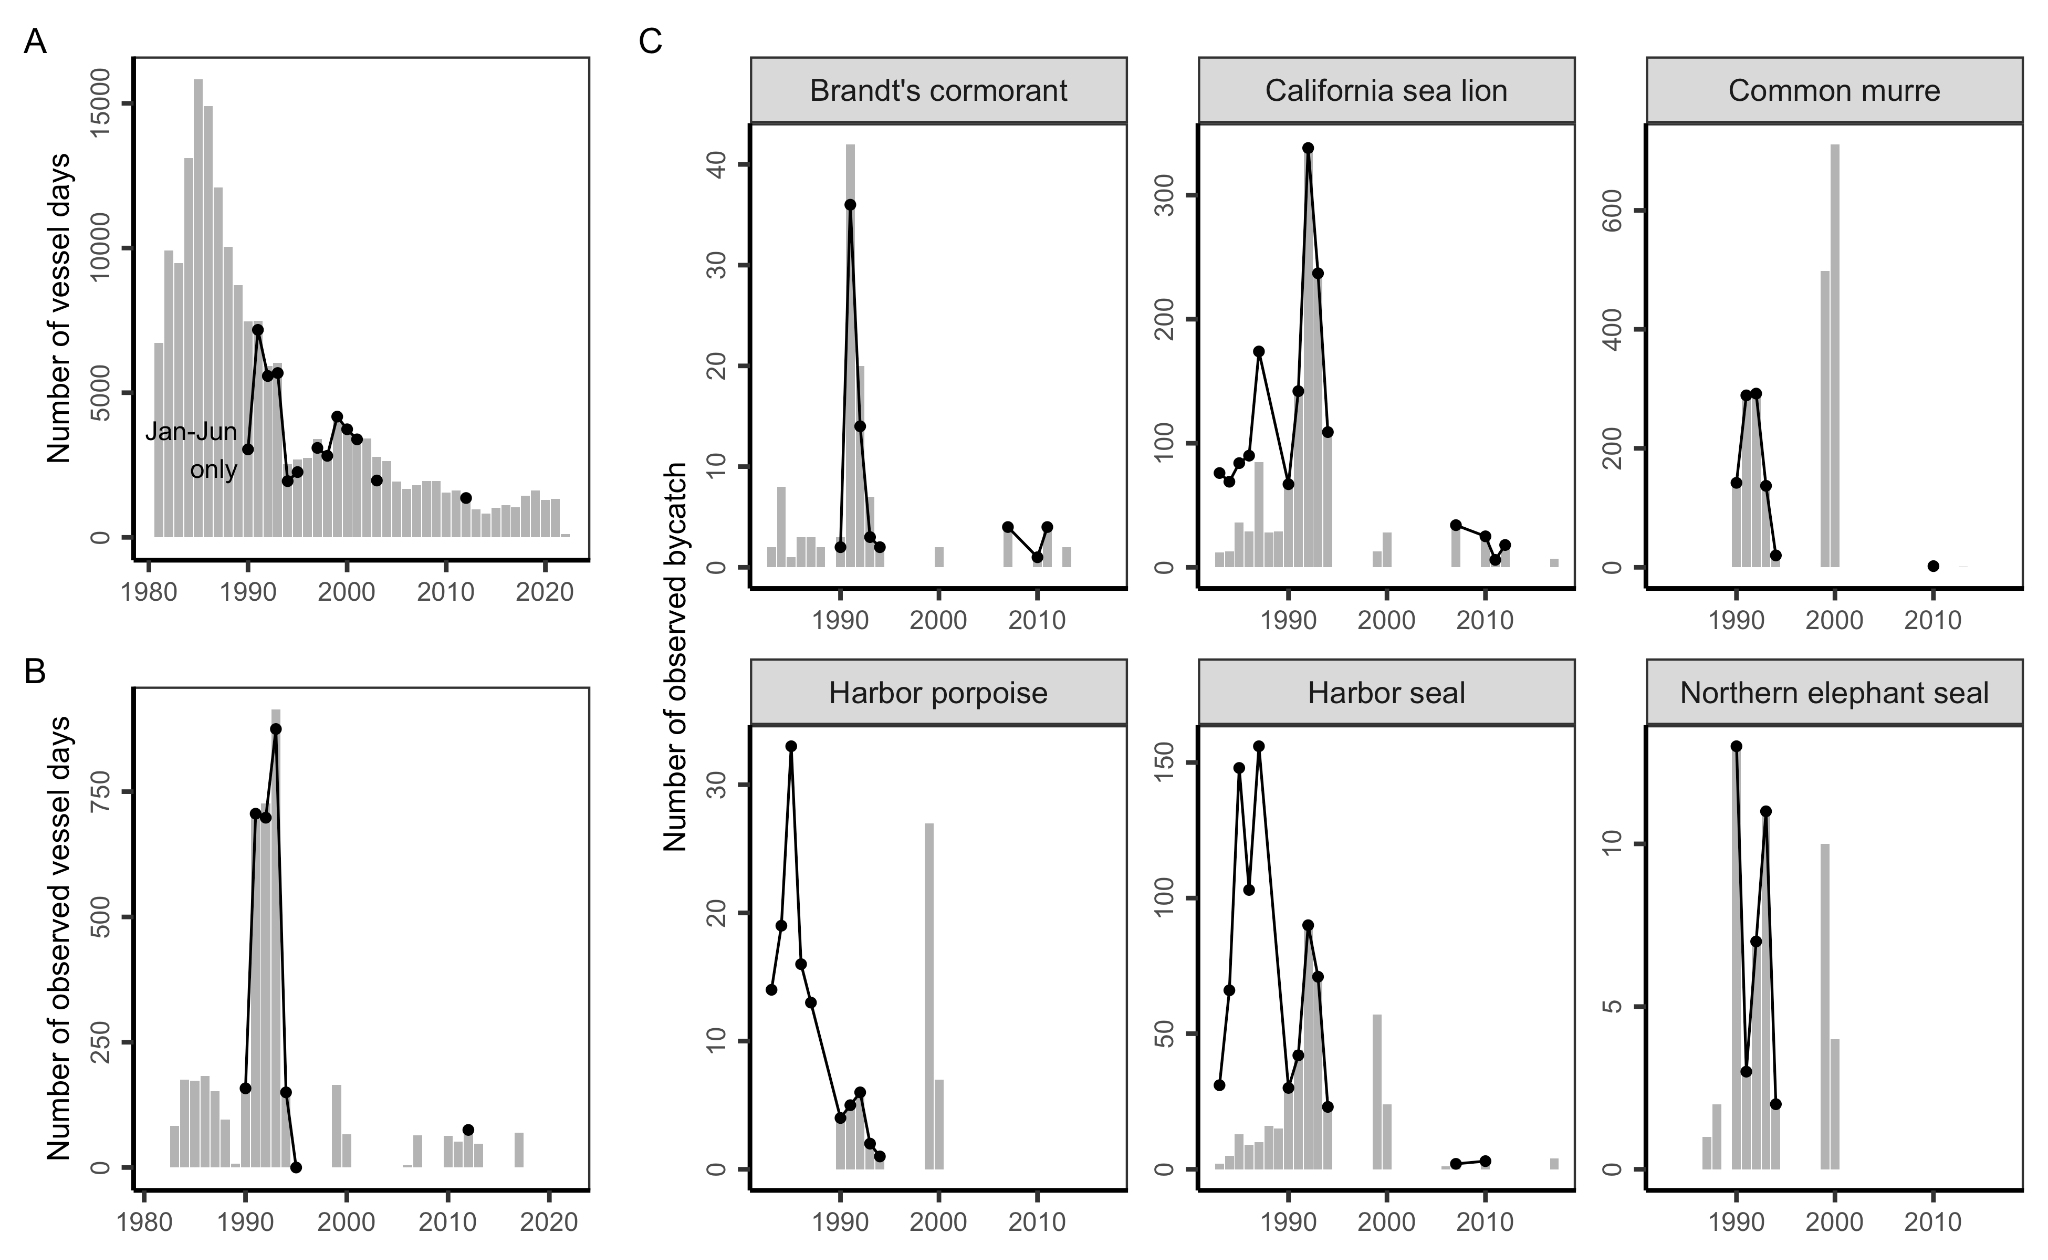 A
Number of vessel days
15000
10000
5000
0
Jan-Jun
only
1980 1990 2000 2010 2020
B
Number of observed vessel days
750
500
250
0
1980 1990 2000 2010 2020
C
Number of observed bycatch
Brandt's cormorant
40
30
20
10
0
1990 2000 2010
California sea lion
300
200
100
0
1990 2000 2010
Common murre
600
400
200
0
1990 2000 2010
Harbor porpoise
30
20
10
0
1990 2000 2010
Harbor seal
150
100
50
0
1990 2000 2010
Northern elephant seal
10
5
0
1990 2000 2010